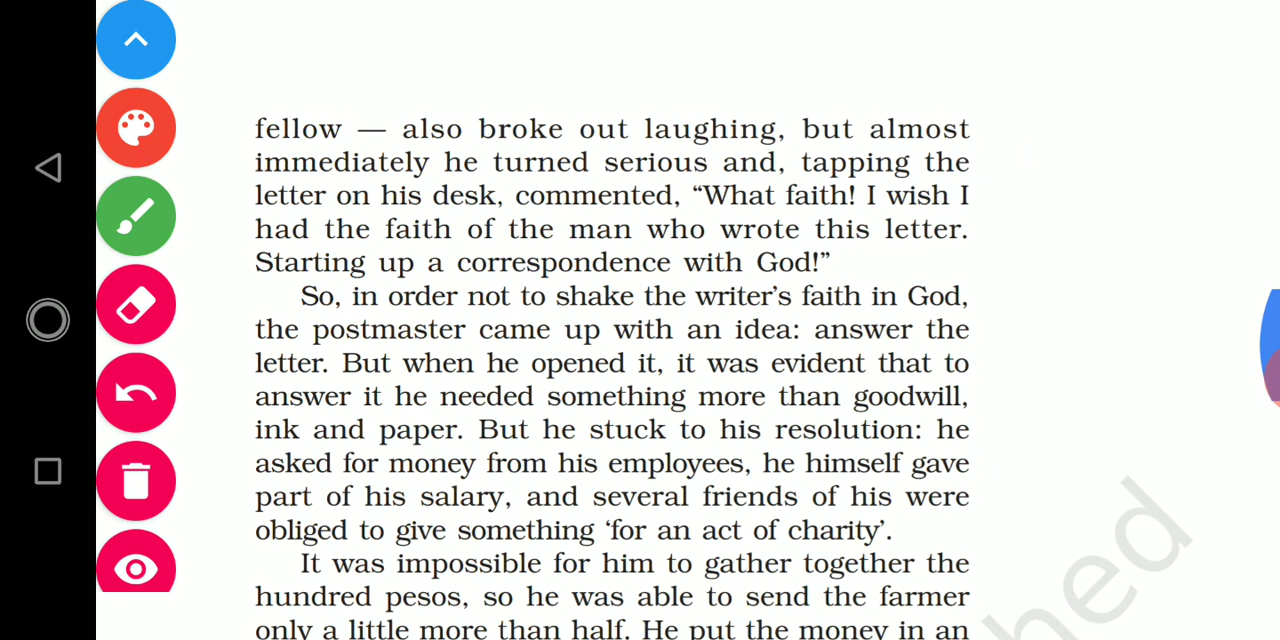 fellow — also broke out laughing, but almost
immediately he turned serious and, tapping the
letter on his desk, commented, “What faith! I wish I
had the faith of the man who wrote this letter.
Starting up a correspondence with God!”
So, in order not to shake the writer’s faith in God,
the postmaster came up with an idea: answer the
letter. But when he opened it, it was evident that to
answer it he needed something more than goodwill,
ink and paper. But he stuck to his resolution: he
asked for money from his employees, he himself gave
part of his salary, and several friends of his were
obliged to give something ‘for an act of charity’.
It was impossible for him to gather together the
hundred pesos, so he was able to send the farmer
only a little more than half. He put the money in an
hed